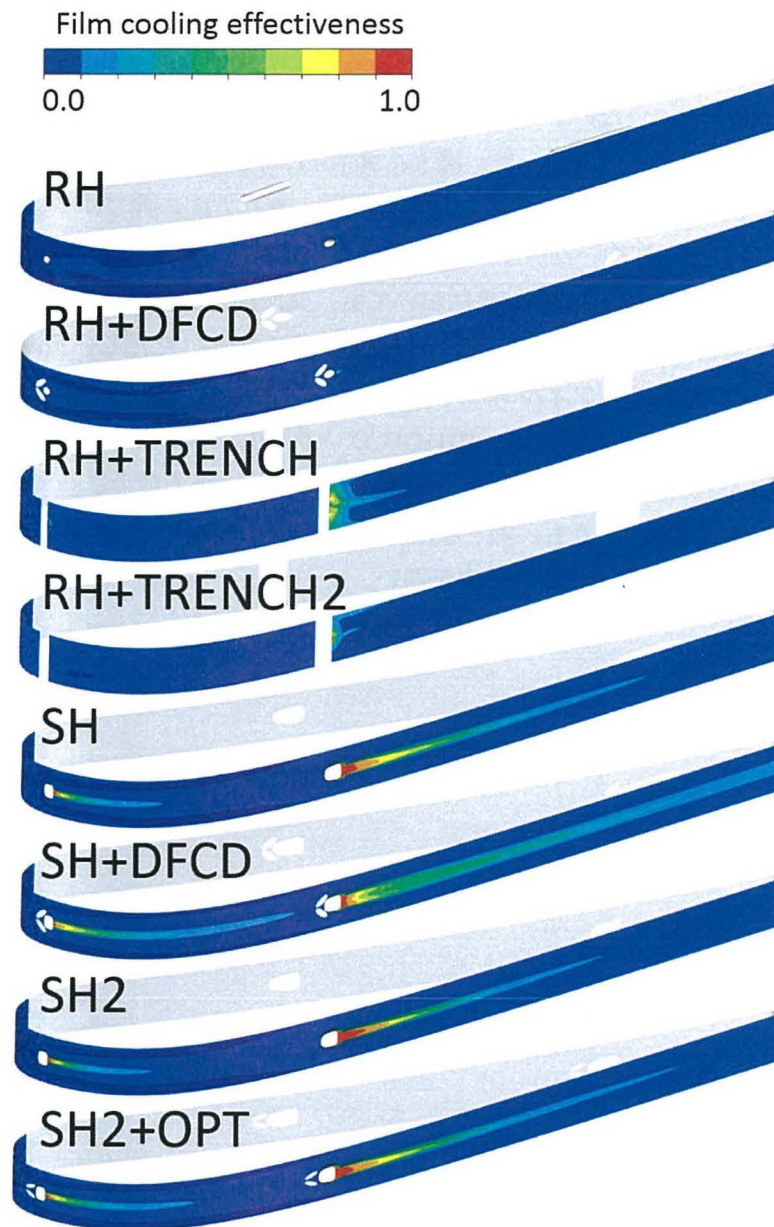 Film cooling effectiveness
0.0 1.0
RH
RH+DFCD
RH+TRENCH
RH+TRENCH2
SH
SH+DFCD
SH2
SH2+OPT